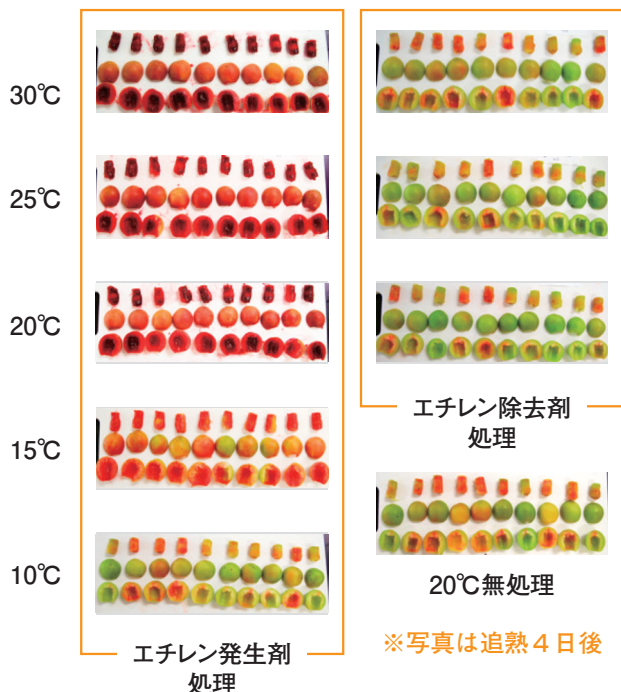 30℃
25℃
20℃
15℃
10℃
エチレン発生剤
処理
エチレン除去剤
処理
20℃無処理
※写真は追熟４日後